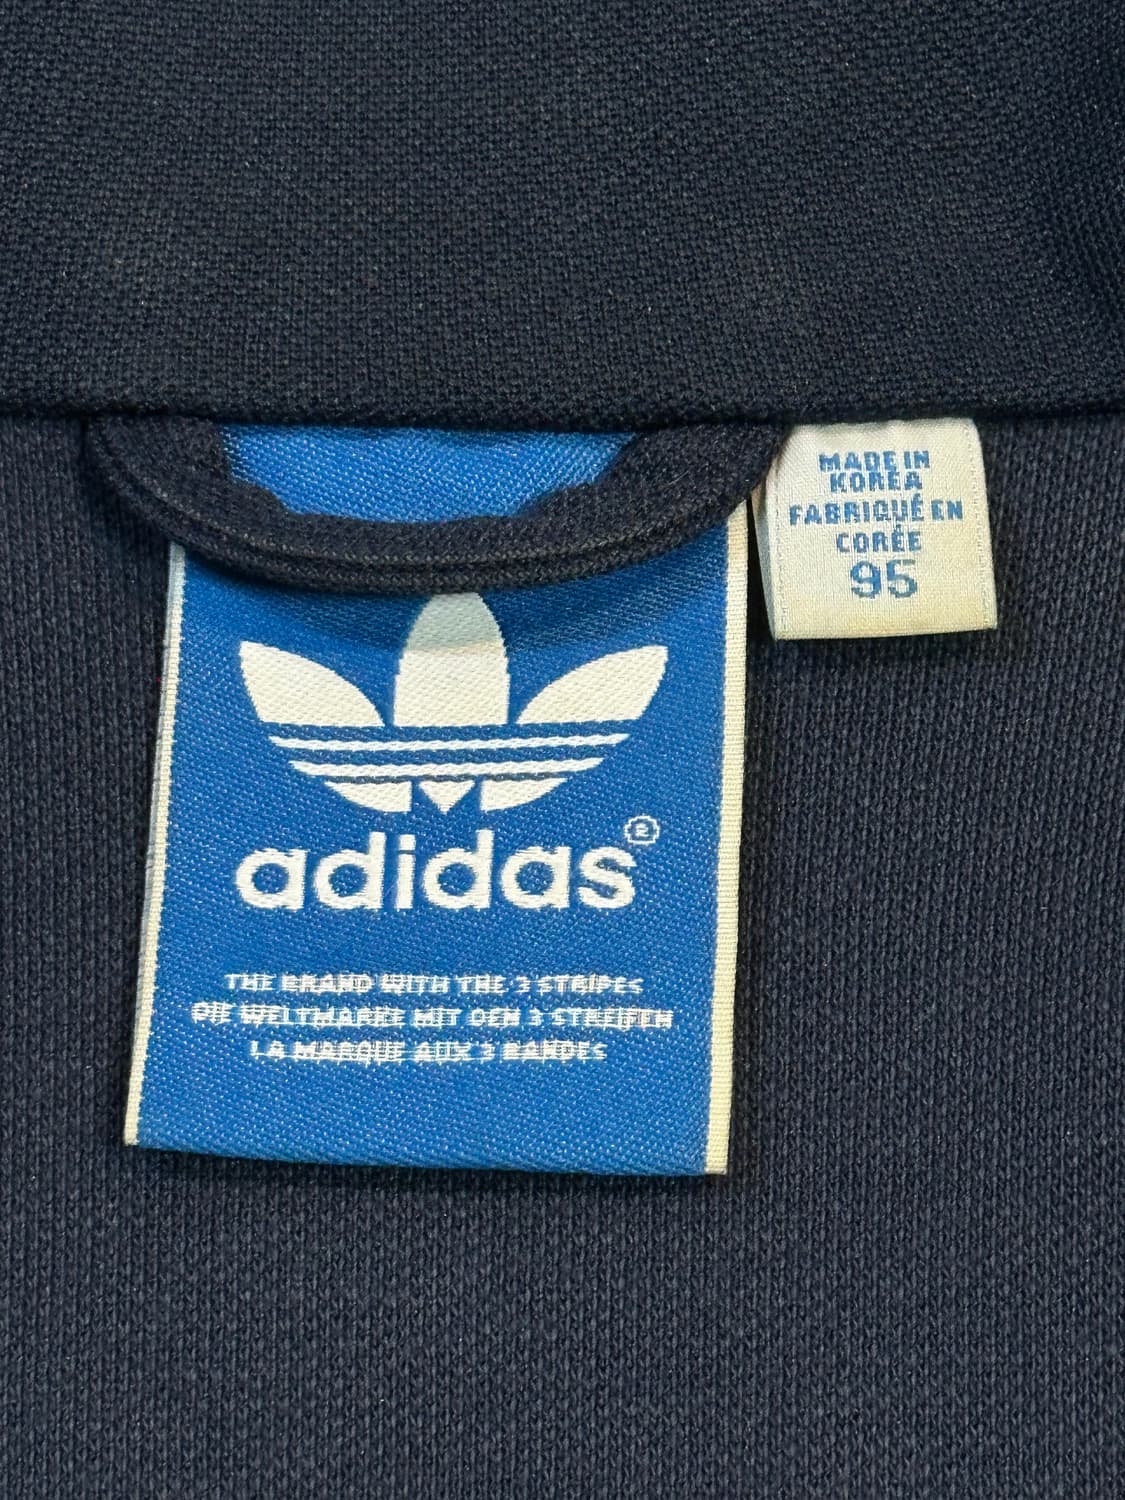 adidas®
THE BRAND WITH THE 3 STRIPES
DIE WELTMARKE MIT DEN 3 STREIFEN
LA MARQUE AUX 3 BANDES
MADE IN
KOREA
FABRIQUÉ EN
CORÉE
95